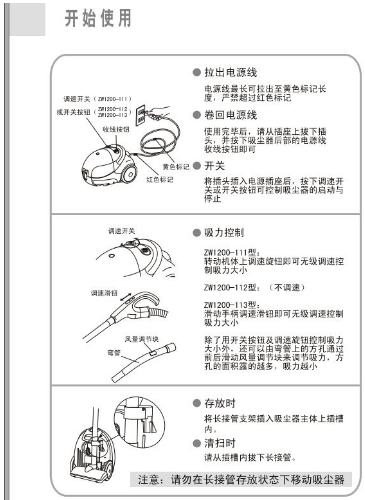 开始使用
调速开关（ZW1200-111）
或开关按钮（ZW1200-112
ZW1200-113）
收线按钮
黄色标记
红色标记
● 拉出电源线
电源线最长可拉出至黄色标记长
度，严禁超过红色标记
● 卷回电源线
使用完毕后，请从插座上拔下插
头，并按下吸尘器后部的电源线
收线按钮即可
● 开关
将插头插入电源插座后，按下调速开
关或开关按钮可控制吸尘器的启动与
停止
调速开关
调速滑钮
风量调节块
弯管
● 吸力控制
ZW1200-111型：
转动机体上调速旋钮即可无级调速控
制吸力大小
ZW1200-112型：（不调速）
ZW1200-113型：
滑动手柄调速滑钮即可无级调速控制
吸力大小
除了用开关按钮及调速旋钮控制吸力
大小外，还可以由弯管上的方孔通过
前后滑动风量调节块来调节吸力，方
孔的面积露的越多，吸力越小
● 存放时
将长接管支架插入吸尘器主体上插槽
内。
● 清扫时
请从插槽内拔下长接管。
注意：请勿在长接管存放状态下移动吸尘器